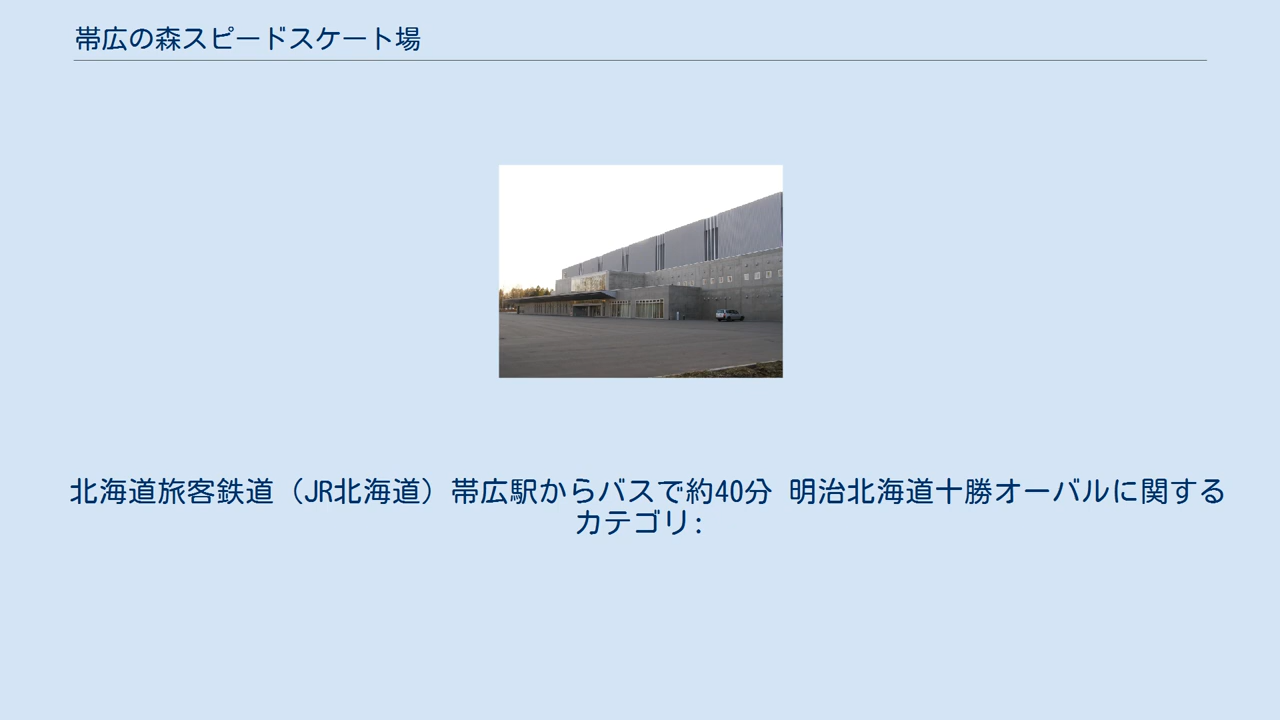 帯広の森スピードスケート場
北海道旅客鉄道（JR北海道）帯広駅からバスで約40分 明治北海道十勝オーバルに関する
カテゴリ: